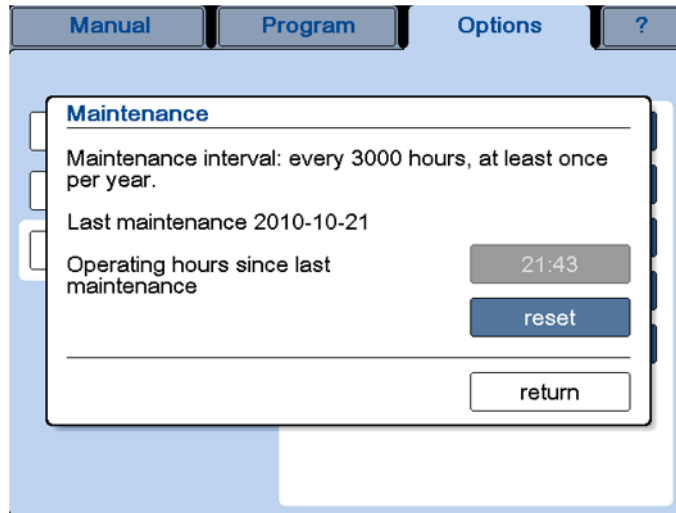 Manual Program Options ?
Maintenance
Maintenance interval: every 3000 hours, at least once
per year.
Last maintenance 2010-10-21
Operating hours since last
maintenance
21:43
reset
return